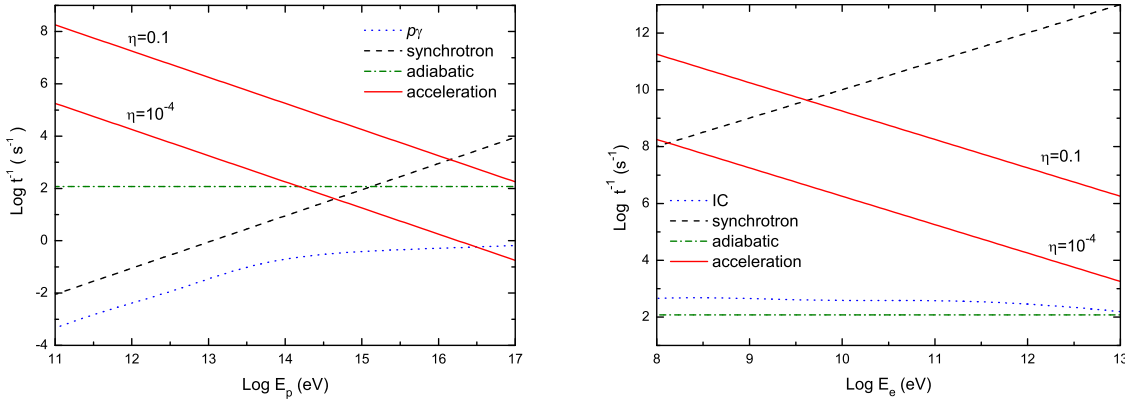 8
6
4
2
0
-2
-4
11
12
13
14
15
16
17
Log t⁻¹ ( s⁻¹)
Log Eₚ (eV)
η=0.1
η=10⁻⁴
pγ
synchrotron
adiabatic
acceleration
12
10
8
6
4
2
8
9
10
11
12
13
Log t⁻¹ (s⁻¹)
Log Eₑ (eV)
η=0.1
η=10⁻⁴
IC
synchrotron
adiabatic
acceleration